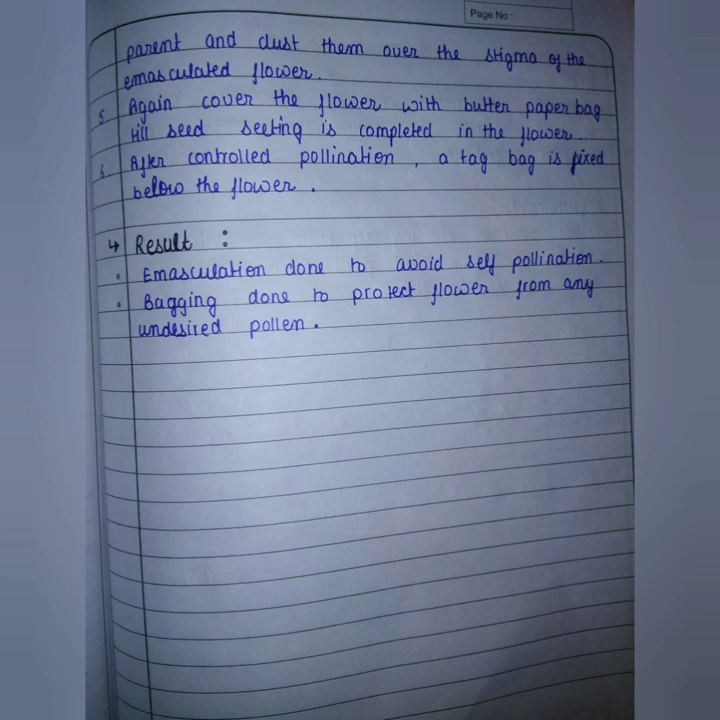 Page No :
parent and dust them over the stigma of the
emasculated flower.
5. Again cover the flower with butter paper bag
till seed seeting is completed in the flower.
6. After controlled pollination, a tag bag is fixed
below the flower.
↳ Result :
• Emasculation done to avoid self pollination.
• Bagging done to protect flower from any
undesired pollen.